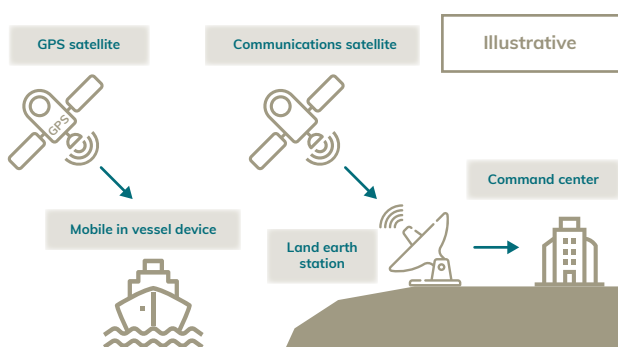 GPS satellite
Communications satellite
Illustrative
GPS
Command center
Mobile in vessel device
Land earth
station